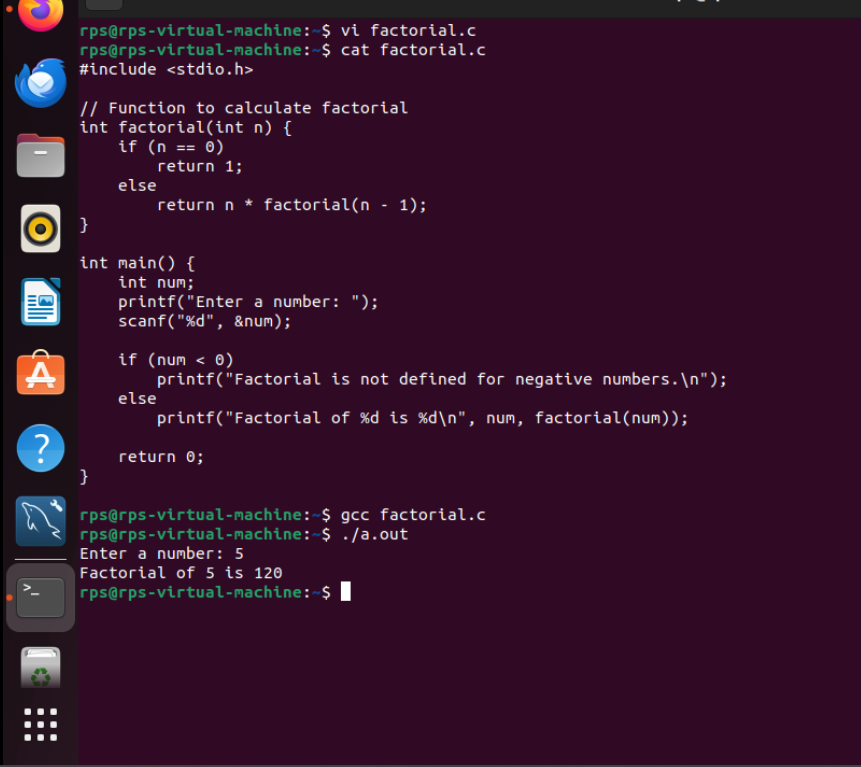 rps@rps-virtual-machine:~$ vi factorial.c
rps@rps-virtual-machine:~$ cat factorial.c
#include <stdio.h>

// Function to calculate factorial
int factorial(int n) {
    if (n == 0)
        return 1;
    else
        return n * factorial(n - 1);
}

int main() {
    int num;
    printf("Enter a number: ");
    scanf("%d", &num);

    if (num < 0)
        printf("Factorial is not defined for negative numbers.\n");
    else
        printf("Factorial of %d is %d\n", num, factorial(num));

    return 0;
}

rps@rps-virtual-machine:~$ gcc factorial.c
rps@rps-virtual-machine:~$ ./a.out
Enter a number: 5
Factorial of 5 is 120
rps@rps-virtual-machine:~$